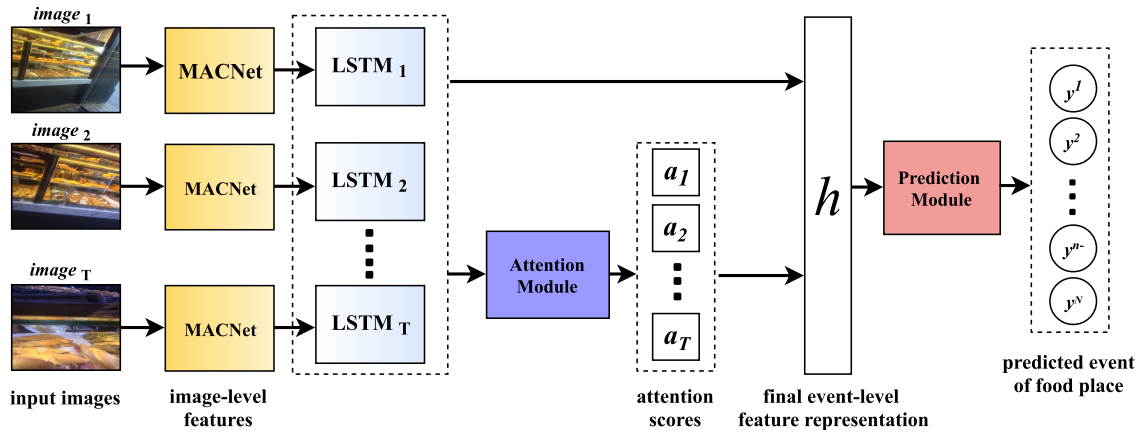 image 1
MACNet
LSTM 1
image 2
MACNet
LSTM 2
image T
MACNet
LSTM T
Attention
Module
a1
a2
aT
h
Prediction
Module
y1
y2
yn-
yN
input images
image-level
features
attention
scores
final event-level
feature representation
predicted event
of food place